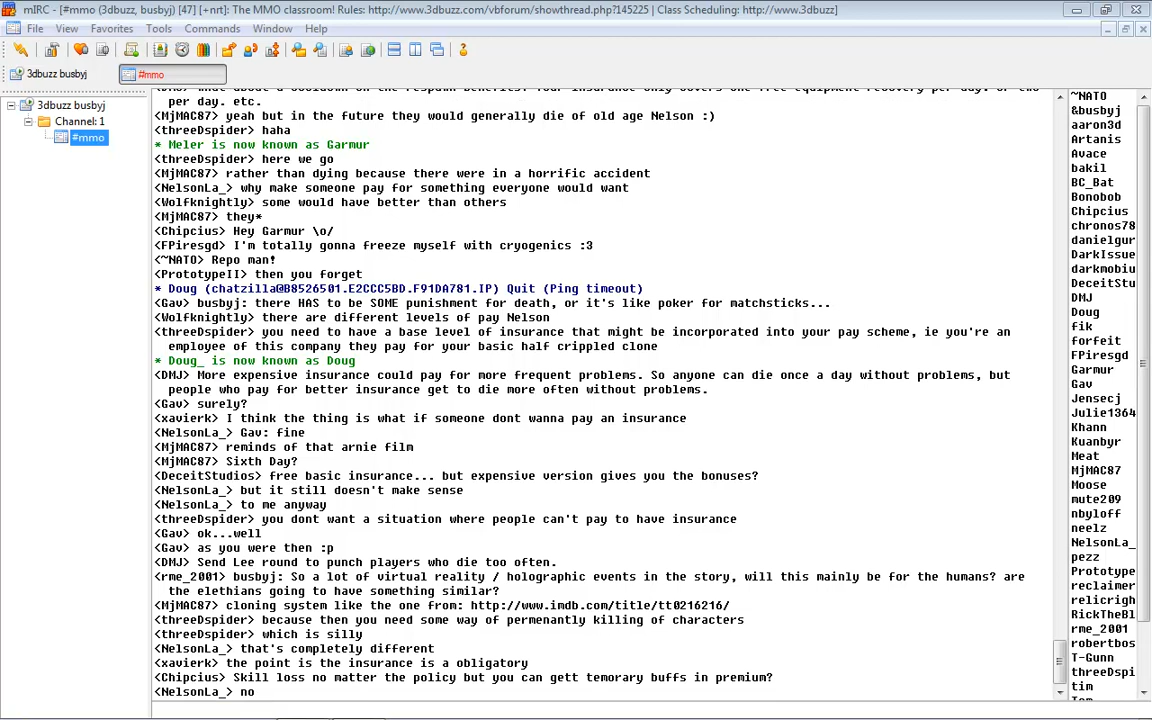 mIRC - [#mmo (3dbuzz, busbyj) [47] [+nrt]: The MMO classroom! Rules: http://www.3dbuzz.com/vbforum/showthread.php?145225 | Class Scheduling: http://www.3dbuzz]
File View Favorites Tools Commands Window Help
3dbuzz busbyj #mmo
3dbuzz busbyj
Channel: 1
#mmo
per day. etc.
<MjMAC87> yeah but in the future they would generally die of old age Nelson :)
<threeDspider> haha
* Meler is now known as Garmur
<threeDspider> here we go
<MjMAC87> rather than dying because there were in a horrific accident
<NelsonLa_> why make someone pay for something everyone would want
<Wolfknightly> some would have better than others
<MjMAC87> they*
<Chipcius> Hey Garmur \o/
<FPiresgd> I'm totally gonna freeze myself with cryogenics :3
<~NATO> Repo man!
<PrototypeII> then you forget
* Doug (chatzilla@B8526501.E2CCC5BD.F91DA781.IP) Quit (Ping timeout)
<Gav> busbyj: there HAS to be SOME punishment for death, or it's like poker for matchsticks...
<Wolfknightly> there are different levels of pay Nelson
<threeDspider> you need to have a base level of insurance that might be incorporated into your pay scheme, ie you're an
employee of this company they pay for your basic half crippled clone
* Doug_ is now known as Doug
<DMJ> More expensive insurance could pay for more frequent problems. So anyone can die once a day without problems, but
people who pay for better insurance get to die more often without problems.
<Gav> surely?
<xavierk> I think the thing is what if someone dont wanna pay an insurance
<NelsonLa_> Gav: fine
<MjMAC87> reminds of that arnie film
<MjMAC87> Sixth Day?
<DeceitStudios> free basic insurance... but expensive version gives you the bonuses?
<NelsonLa_> but it still doesn't make sense
<NelsonLa_> to me anyway
<threeDspider> you dont want a situation where people can't pay to have insurance
<Gav> ok...well
<Gav> as you were then :p
<DMJ> Send Lee round to punch players who die too often.
<rme_2001> busbyj: So a lot of virtual reality / holographic events in the story, will this mainly be for the humans? are
the elethians going to have something similar?
<MjMAC87> cloning system like the one from: http://www.imdb.com/title/tt0216216/
<threeDspider> because then you need some way of permenantly killing of characters
<threeDspider> which is silly
<NelsonLa_> that's completely different
<xavierk> the point is the insurance is a obligatory
<Chipcius> Skill loss no matter the policy but you can gett temorary buffs in premium?
<NelsonLa_> no
~NATO
&busbyj
aaron3d
Artanis
Avace
bakil
BC_Bat
Bonobob
Chipcius
chronos78
danielgur
DarkIssue
darkmobiu
DeceitStu
DMJ
Doug
fik
forfeit
FPiresgd
Garmur
Gav
Jensecj
Julie1364
Khann
Kuanbyr
Meat
MjMAC87
Moose
mute209
nbyloff
neelz
NelsonLa_
pezz
Prototype
reclaimer
relicrigh
RickTheBl
rme_2001
robertbos
T-Gunn
threeDspi
tim